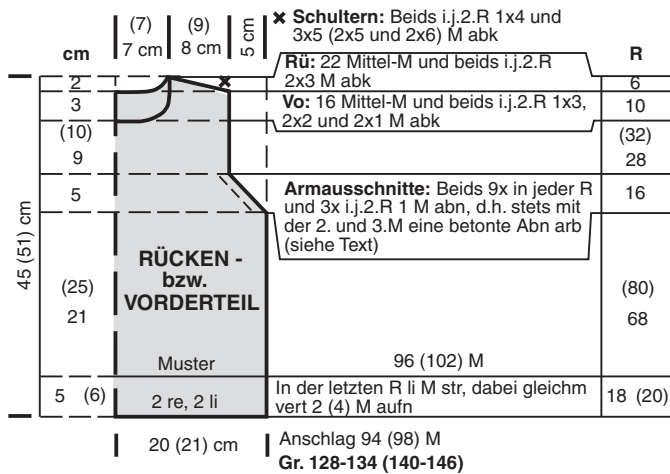 (7) (9)
7 cm 8 cm 5 cm
✖ Schultern: Beids i.j.2.R 1x4 und
3x5 (2x5 und 2x6) M abk
cm
R
2
Rü: 22 Mittel-M und beids i.j.2.R
2x3 M abk
6
3
Vo: 16 Mittel-M und beids i.j.2.R 1x3,
2x2 und 2x1 M abk
10
(10)
9
(32)
28
5
Armausschnitte: Beids 9x in jeder R
und 3x i.j.2.R 1 M abn, d.h. stets mit
der 2. und 3.M eine betonte Abn arb
(siehe Text)
16
45 (51) cm
RÜCKEN -
bzw.
VORDERTEIL
(25)
21
(80)
68
Muster
96 (102) M
5 (6)
2 re, 2 li
In der letzten R li M str, dabei gleichm
vert 2 (4) M aufn
18 (20)
20 (21) cm
Anschlag 94 (98) M
Gr. 128-134 (140-146)